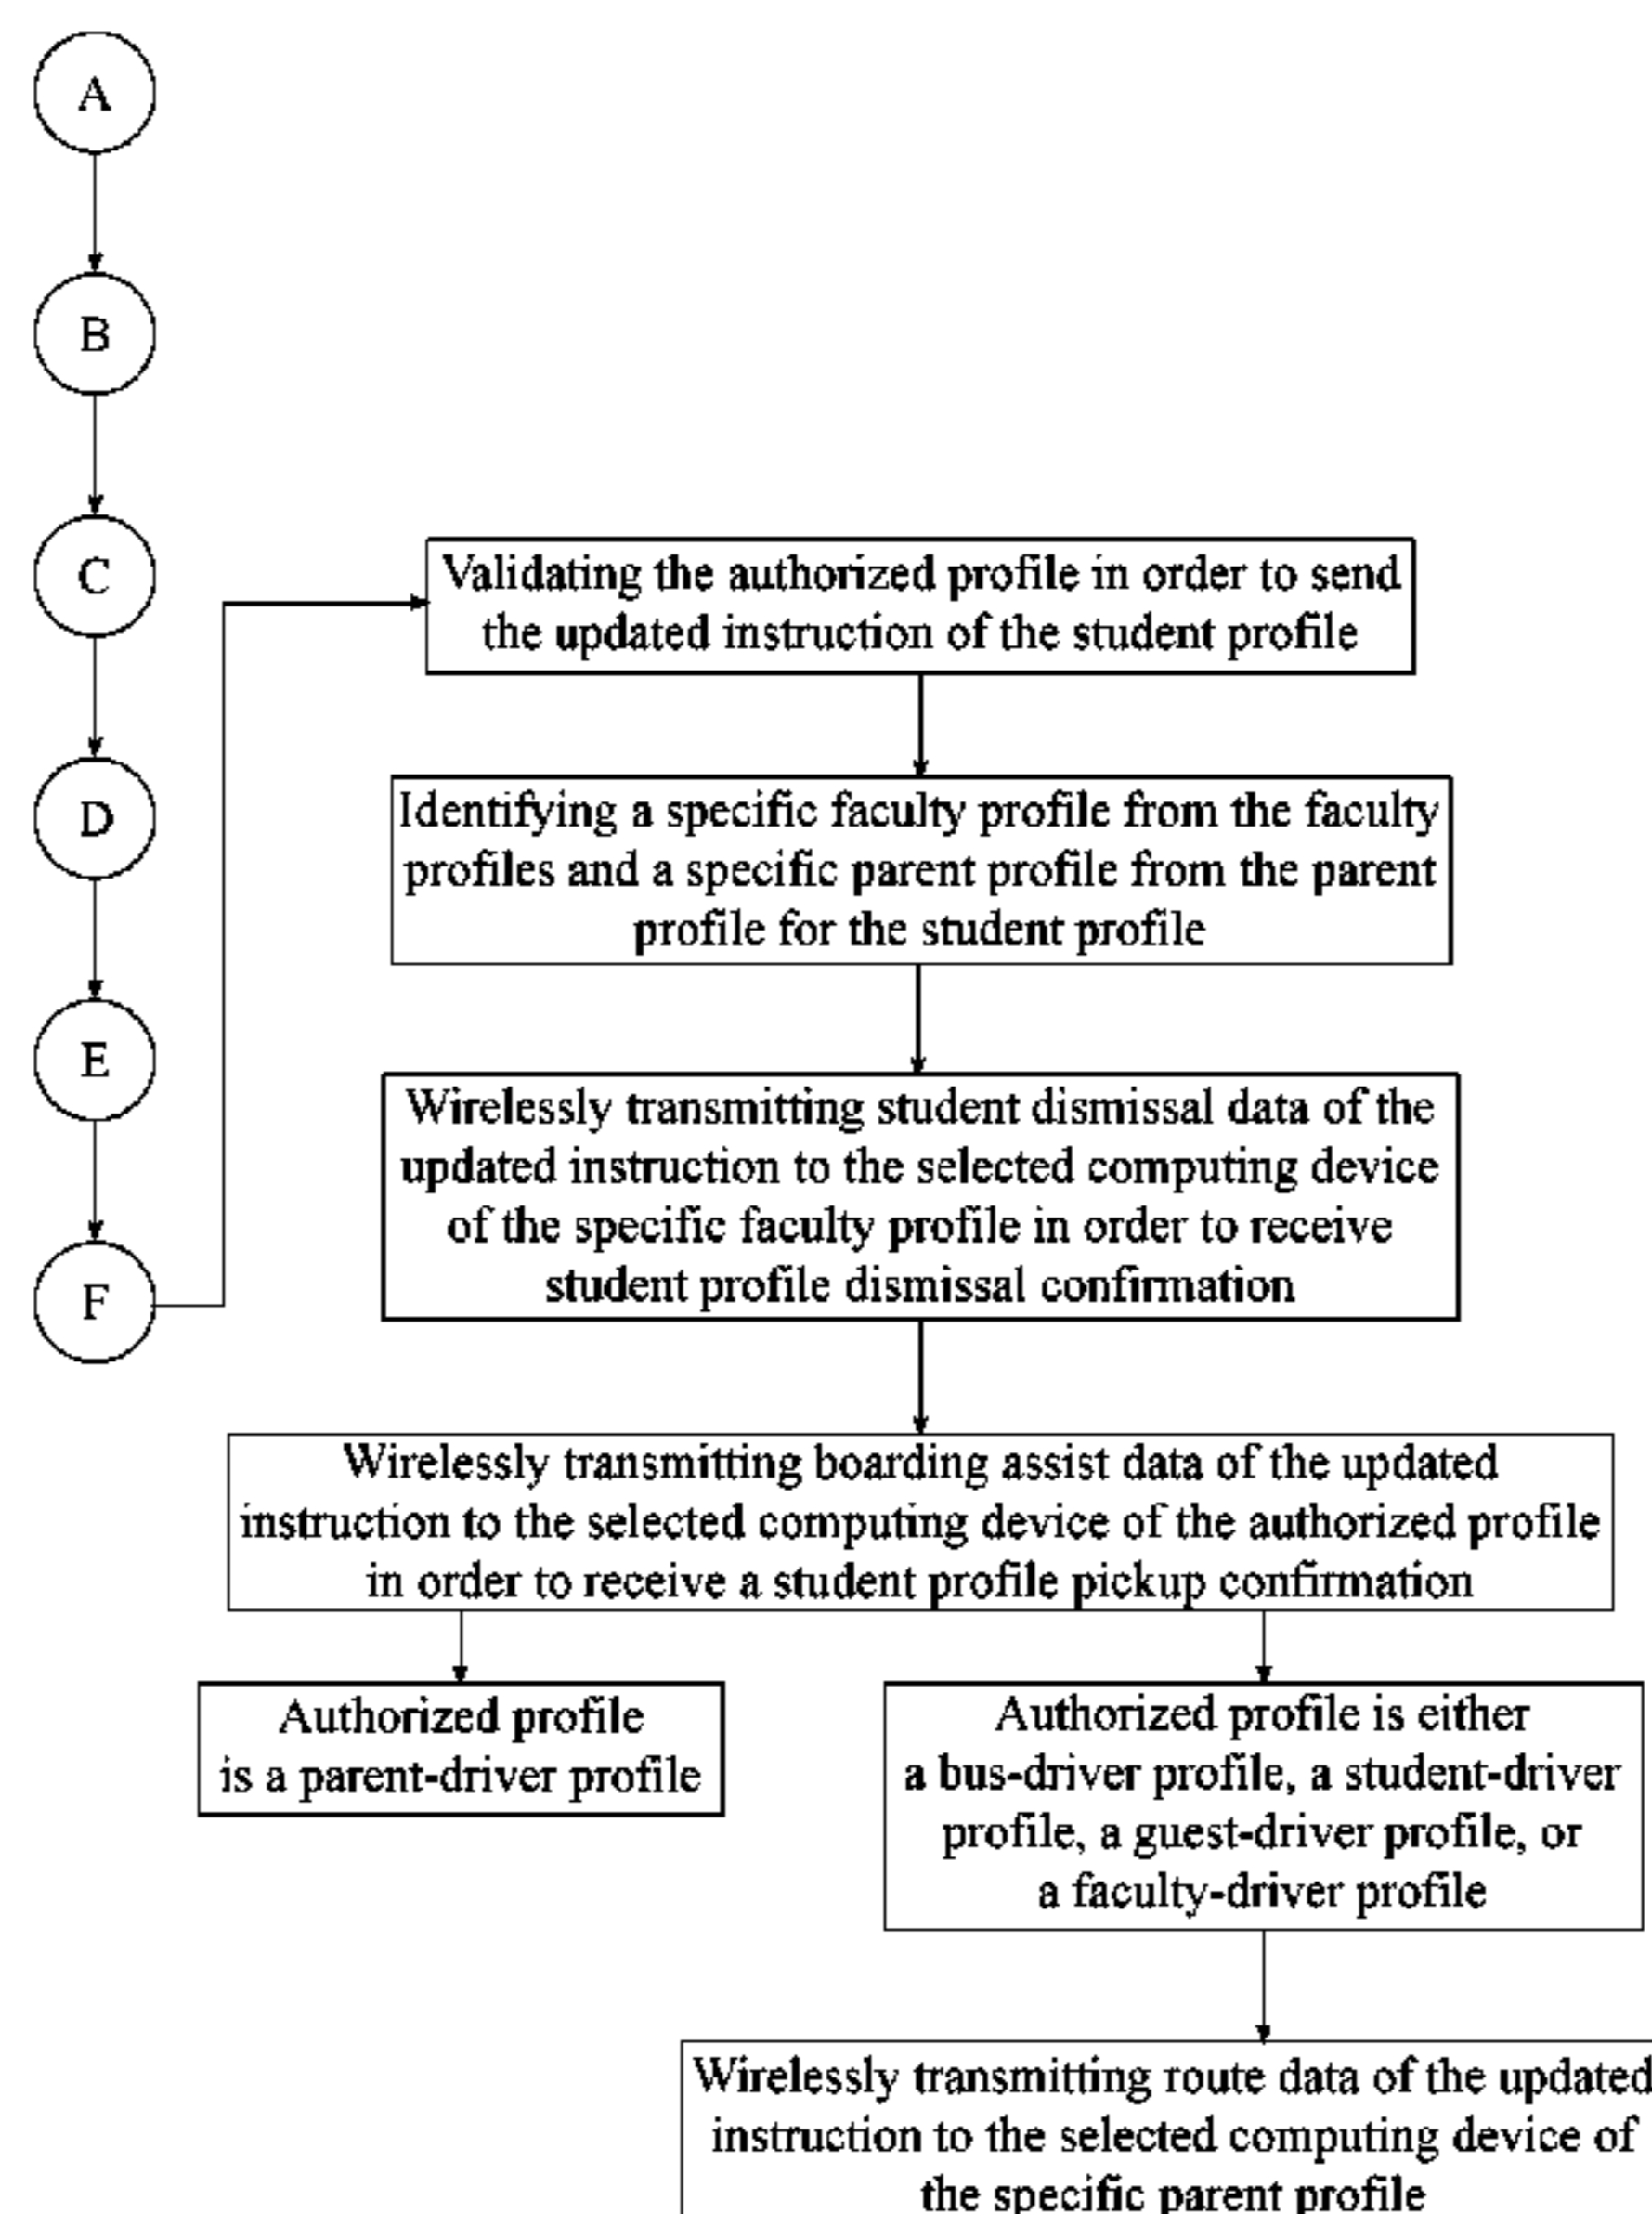 A
B
C
D
E
F
Validating the authorized profile in order to send
the updated instruction of the student profile
Identifying a specific faculty profile from the faculty
profiles and a specific parent profile from the parent
profile for the student profile
Wirelessly transmitting student dismissal data of the
updated instruction to the selected computing device
of the specific faculty profile in order to receive
student profile dismissal confirmation
Wirelessly transmitting boarding assist data of the updated
instruction to the selected computing device of the authorized profile
in order to receive a student profile pickup confirmation
Authorized profile
is a parent-driver profile
Authorized profile is either
a bus-driver profile, a student-driver
profile, a guest-driver profile, or
a faculty-driver profile
Wirelessly transmitting route data of the updated
instruction to the selected computing device of
the specific parent profile